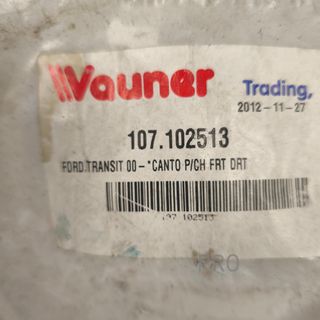 Vauner
Trading,
2012-11-27
107.102513
FORD.TRANSIT 00-*CANTO P/CH FRT DRT
107 102513